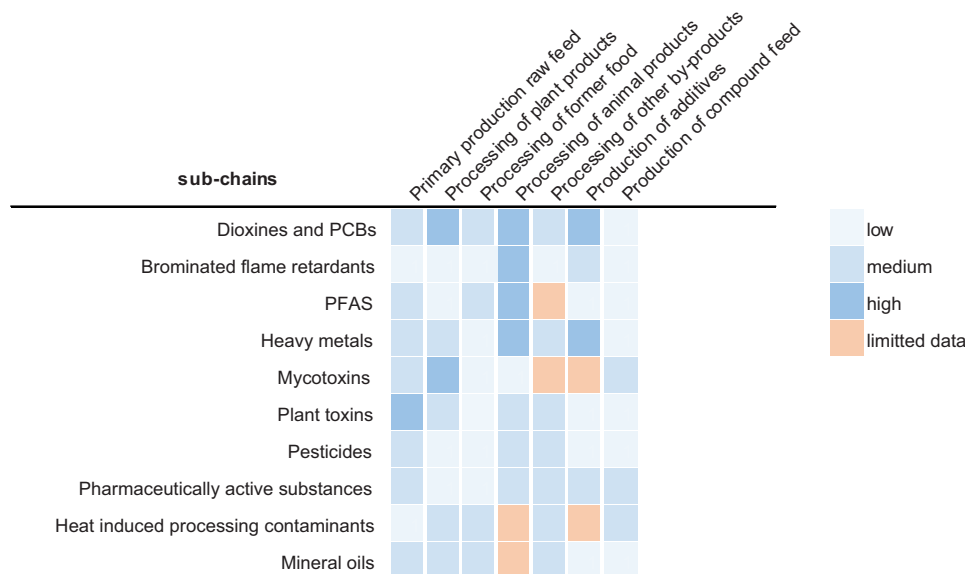 Primary production raw feed
Processing of plant products
Processing of former food
Processing of animal products
Processing of other by-products
Production of additives
Production of compound feed
sub-chains
Dioxines and PCBs
Brominated flame retardants
PFAS
Heavy metals
Mycotoxins
Plant toxins
Pesticides
Pharmaceutically active substances
Heat induced processing contaminants
Mineral oils
low
medium
high
limitted data